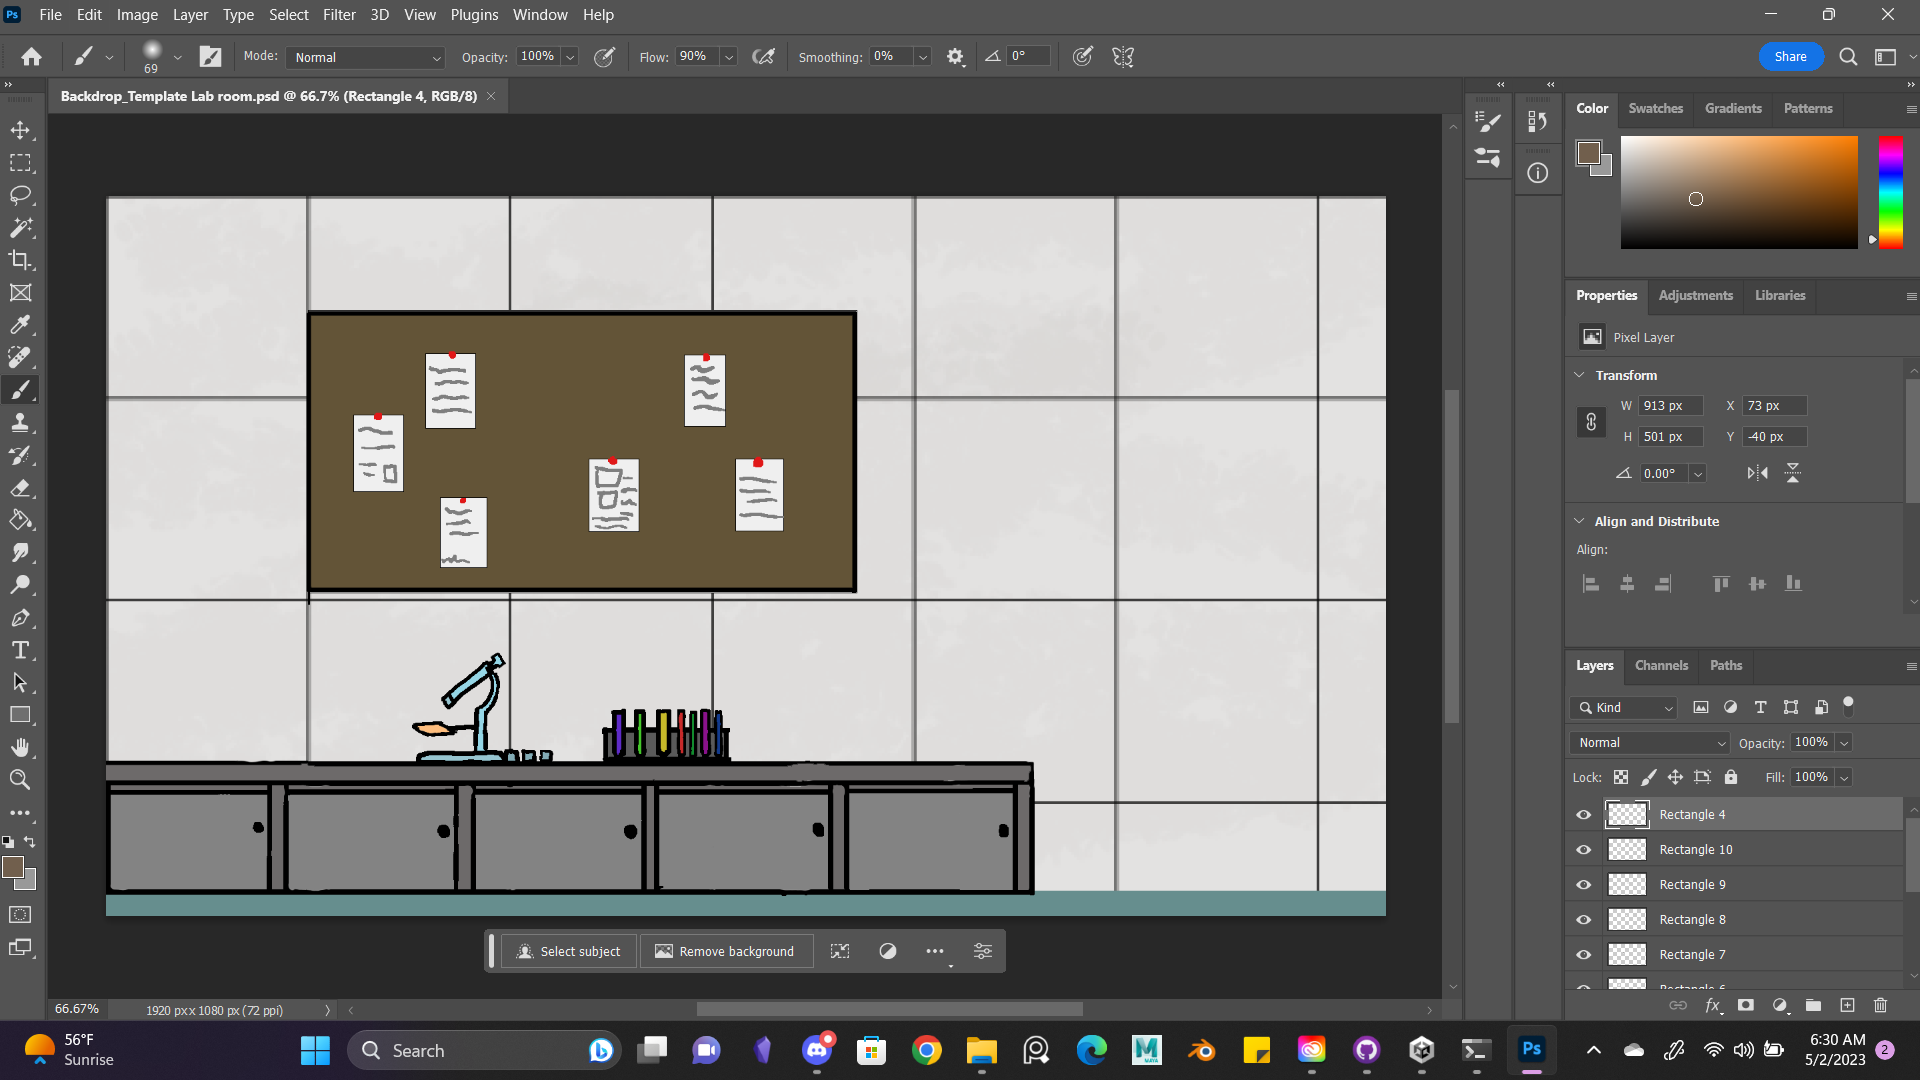 Ps File Edit Image Layer Type Select Filter 3D View Plugins Window Help
69 Mode: Normal Opacity: 100% Flow: 90% Smoothing: 0% 0° Share
Backdrop_Template Lab room.psd @ 66.7% (Rectangle 4, RGB/8)
Color Swatches Gradients Patterns
Properties Adjustments Libraries
Pixel Layer
Transform
W 913 px X 73 px
H 501 px Y -40 px
0.00°
Align and Distribute
Align:
Layers Channels Paths
Kind
Normal Opacity: 100%
Lock: Fill: 100%
Rectangle 4
Rectangle 10
Rectangle 9
Rectangle 8
Rectangle 7
Select subject Remove background
66.67% 1920 px x 1080 px (72 ppi)
fx
56°F
Sunrise
Search
MAYA
Ps
6:30 AM
5/2/2023
2